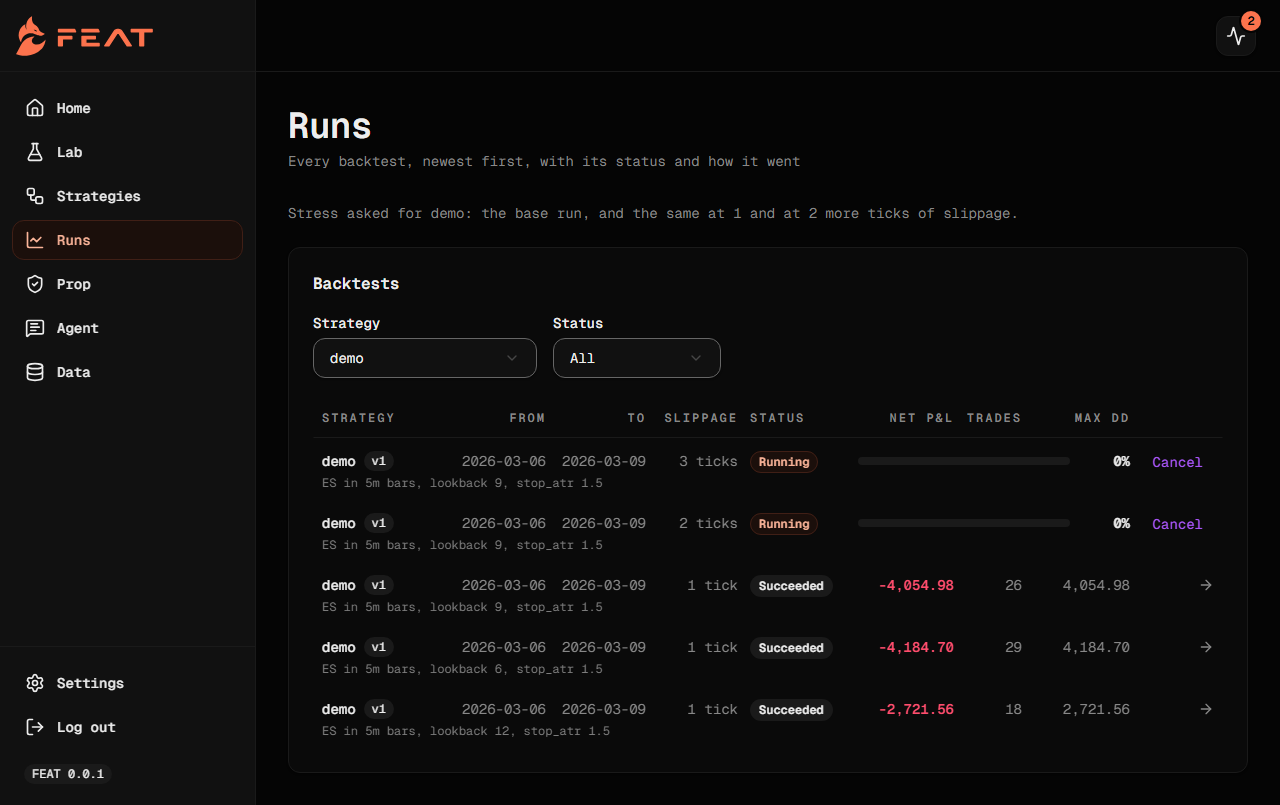 FEAT
2
Home
Lab
Strategies
Runs
Prop
Agent
Data
Settings
Log out
FEAT 0.0.1
Runs
Every backtest, newest first, with its status and how it went
Stress asked for demo: the base run, and the same at 1 and at 2 more ticks of slippage.
Backtests
Strategy Status
demo All
STRATEGY FROM TO SLIPPAGE STATUS NET P&L TRADES MAX DD
demo v1 2026-03-06 2026-03-09 3 ticks Running 0% Cancel
ES in 5m bars, lookback 9, stop_atr 1.5
demo v1 2026-03-06 2026-03-09 2 ticks Running 0% Cancel
ES in 5m bars, lookback 9, stop_atr 1.5
demo v1 2026-03-06 2026-03-09 1 tick Succeeded -4,054.98 26 4,054.98 →
ES in 5m bars, lookback 9, stop_atr 1.5
demo v1 2026-03-06 2026-03-09 1 tick Succeeded -4,184.70 29 4,184.70 →
ES in 5m bars, lookback 6, stop_atr 1.5
demo v1 2026-03-06 2026-03-09 1 tick Succeeded -2,721.56 18 2,721.56 →
ES in 5m bars, lookback 12, stop_atr 1.5